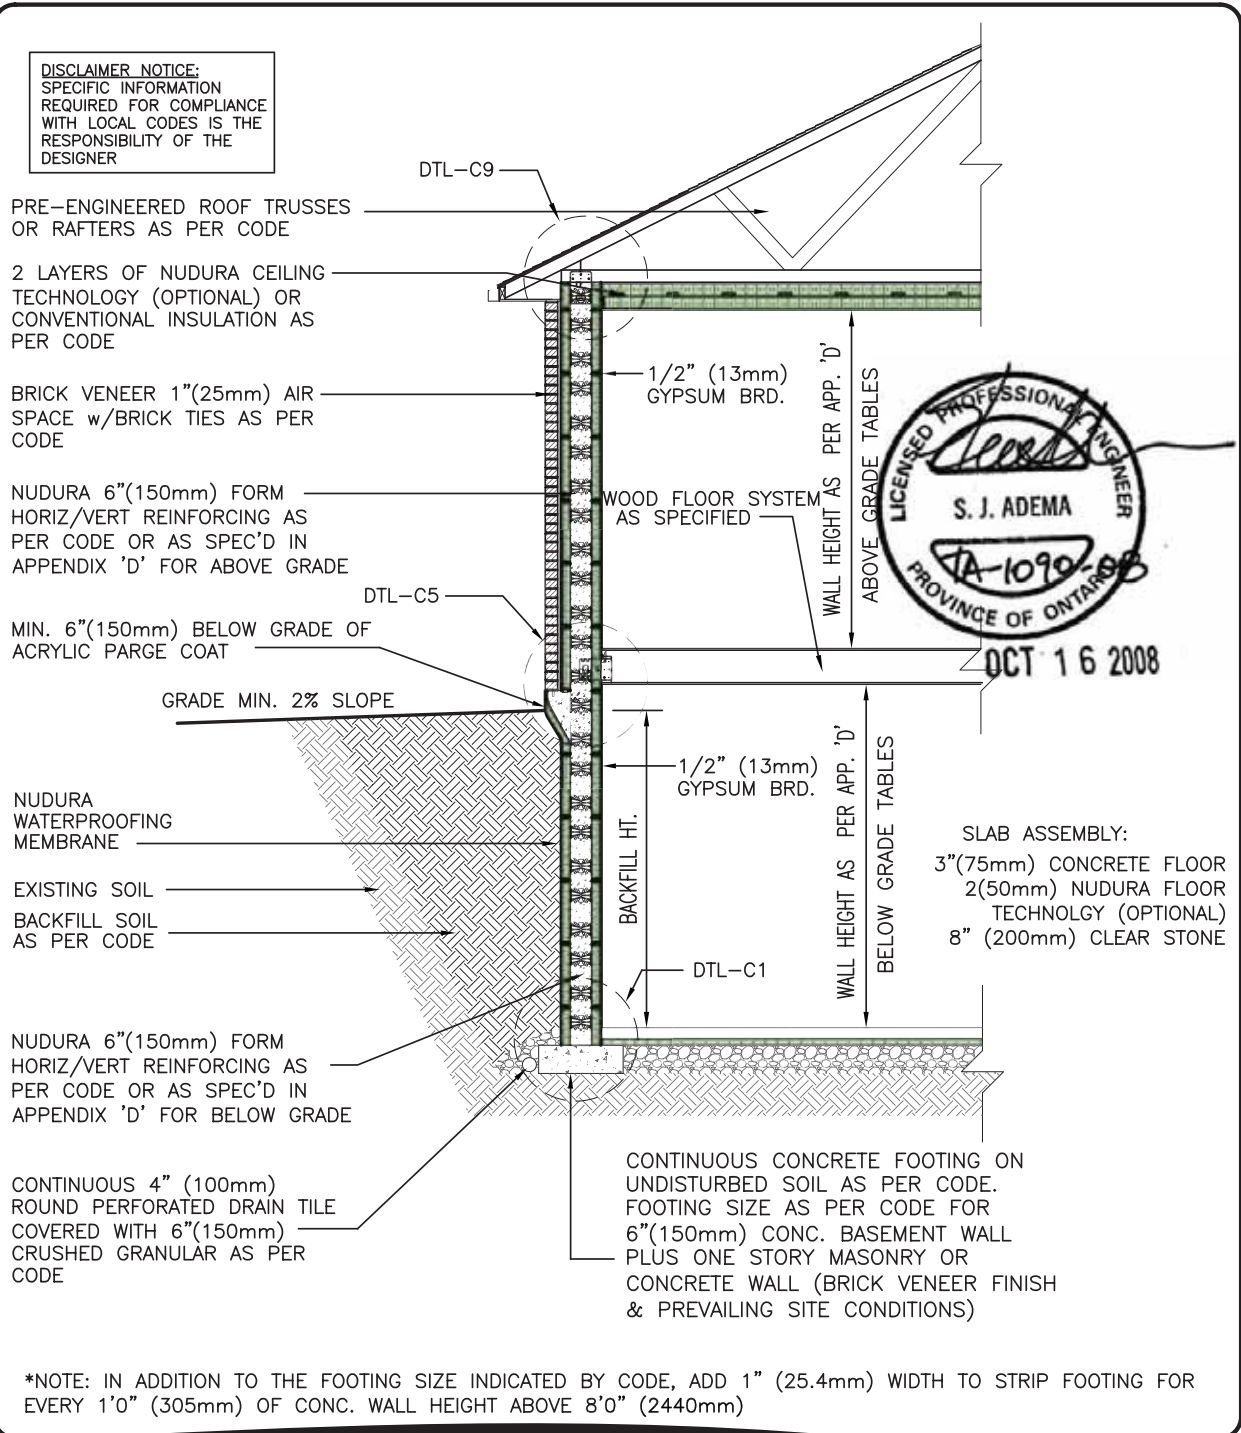 DISCLAIMER NOTICE:
SPECIFIC INFORMATION
REQUIRED FOR COMPLIANCE
WITH LOCAL CODES IS THE
RESPONSIBILITY OF THE
DESIGNER
DTL-C9
PRE-ENGINEERED ROOF TRUSSES
OR RAFTERS AS PER CODE
2 LAYERS OF NUDURA CEILING
TECHNOLOGY (OPTIONAL) OR
CONVENTIONAL INSULATION AS
PER CODE
BRICK VENEER 1"(25mm) AIR
SPACE w/BRICK TIES AS PER
CODE
1/2" (13mm)
GYPSUM BRD.
WALL HEIGHT AS PER APP. 'D'
ABOVE GRADE TABLES
LICENSED PROFESSIONAL ENGINEER
S. J. ADEMA
TA-1090-08
PROVINCE OF ONTARIO
OCT 16 2008
NUDURA 6"(150mm) FORM
HORIZ/VERT REINFORCING AS
PER CODE OR AS SPEC'D IN
APPENDIX 'D' FOR ABOVE GRADE
WOOD FLOOR SYSTEM
AS SPECIFIED
DTL-C5
MIN. 6"(150mm) BELOW GRADE OF
ACRYLIC PARGE COAT
GRADE MIN. 2% SLOPE
1/2" (13mm)
GYPSUM BRD.
BACKFILL HT.
WALL HEIGHT AS PER APP. 'D'
BELOW GRADE TABLES
NUDURA
WATERPROOFING
MEMBRANE
EXISTING SOIL
BACKFILL SOIL
AS PER CODE
SLAB ASSEMBLY:
3"(75mm) CONCRETE FLOOR
2(50mm) NUDURA FLOOR
TECHNOLGY (OPTIONAL)
8" (200mm) CLEAR STONE
DTL-C1
NUDURA 6"(150mm) FORM
HORIZ/VERT REINFORCING AS
PER CODE OR AS SPEC'D IN
APPENDIX 'D' FOR BELOW GRADE
CONTINUOUS 4" (100mm)
ROUND PERFORATED DRAIN TILE
COVERED WITH 6"(150mm)
CRUSHED GRANULAR AS PER
CODE
CONTINUOUS CONCRETE FOOTING ON
UNDISTURBED SOIL AS PER CODE.
FOOTING SIZE AS PER CODE FOR
6"(150mm) CONC. BASEMENT WALL
PLUS ONE STORY MASONRY OR
CONCRETE WALL (BRICK VENEER FINISH
& PREVAILING SITE CONDITIONS)
*NOTE: IN ADDITION TO THE FOOTING SIZE INDICATED BY CODE, ADD 1" (25.4mm) WIDTH TO STRIP FOOTING FOR
EVERY 1'0" (305mm) OF CONC. WALL HEIGHT ABOVE 8'0" (2440mm)